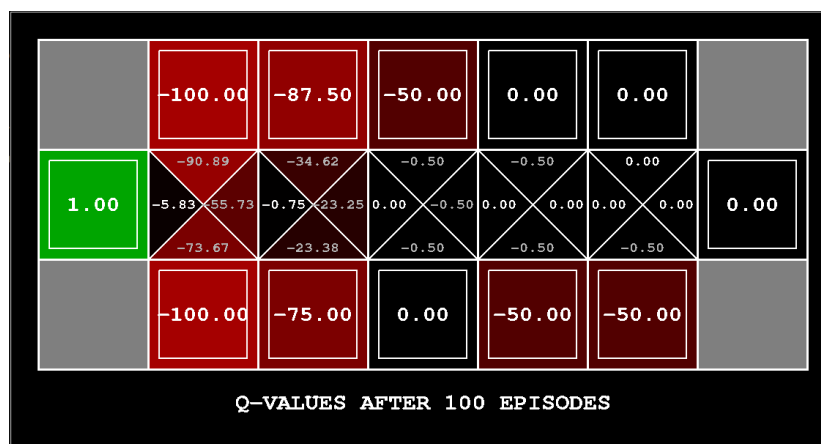 -100.00 -87.50 -50.00 0.00 0.00
-90.89 -34.62 -0.50 -0.50 0.00
1.00 -5.83 -55.73 -0.75 -23.25 0.00 -0.50 0.00 0.00 0.00 0.00 0.00
-73.67 -23.38 -0.50 -0.50 -0.50
-100.00 -75.00 0.00 -50.00 -50.00
Q-VALUES AFTER 100 EPISODES